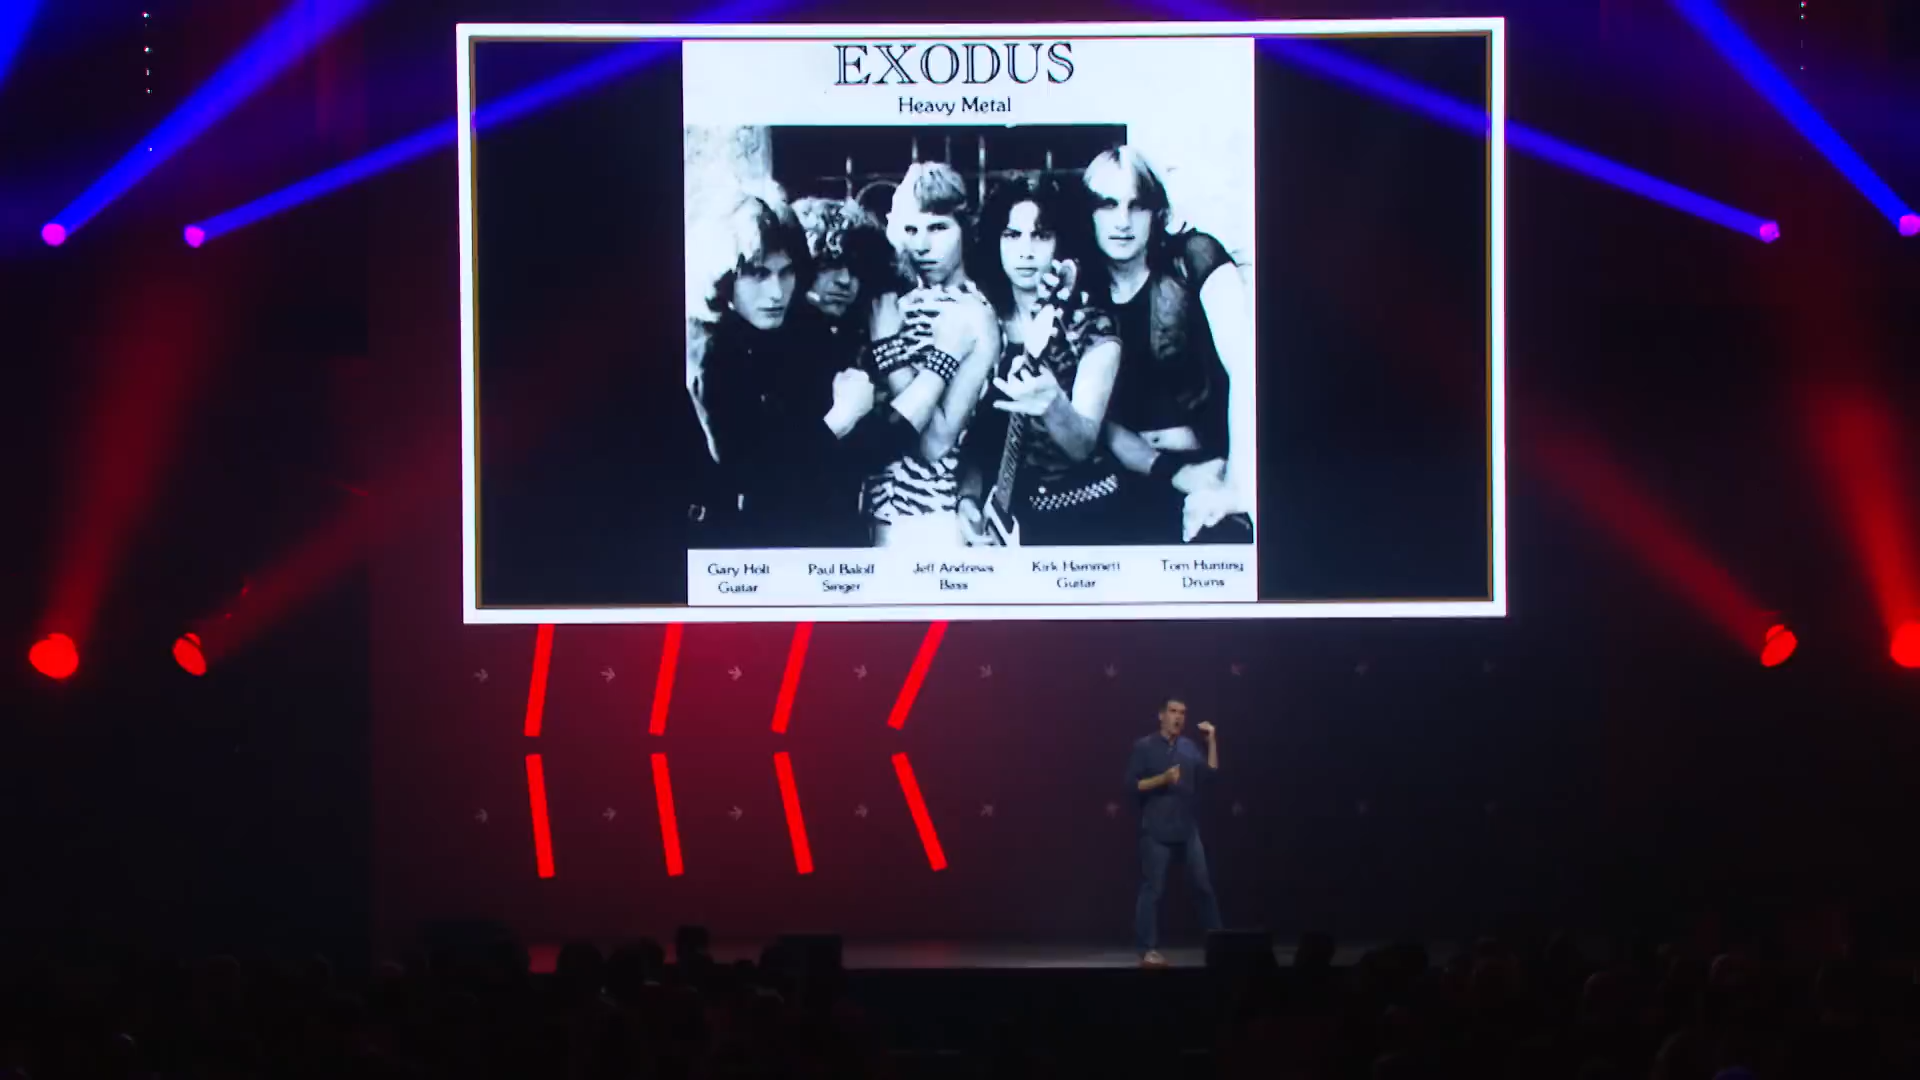 EXODUS
Heavy Metal
Gary Holt
Guitar
Paul Baloff
Singer
Jeff Andrews
Bass
Kirk Hammett
Guitar
Tom Hunting
Drums